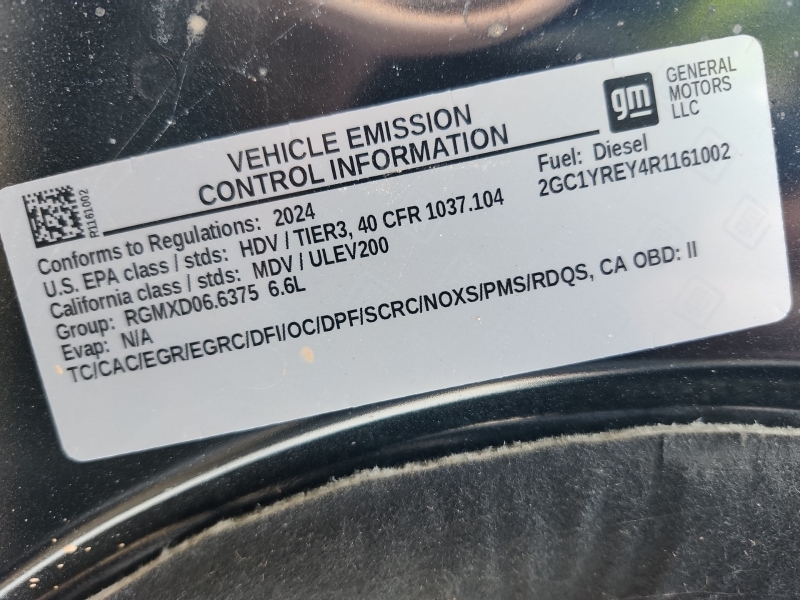 gm
GENERAL
MOTORS
LLC
VEHICLE EMISSION
CONTROL INFORMATION
R1161002
Fuel: Diesel
2GC1YREY4R1161002
Conforms to Regulations: 2024
U.S. EPA class / stds: HDV / TIER3, 40 CFR 1037.104
California class / stds: MDV / ULEV200
Group: RGMXD06.6375 6.6L
Evap: N/A
TC/CAC/EGR/EGRC/DFI/OC/DPF/SCRC/NOXS/PMS/RDQS, CA OBD: II